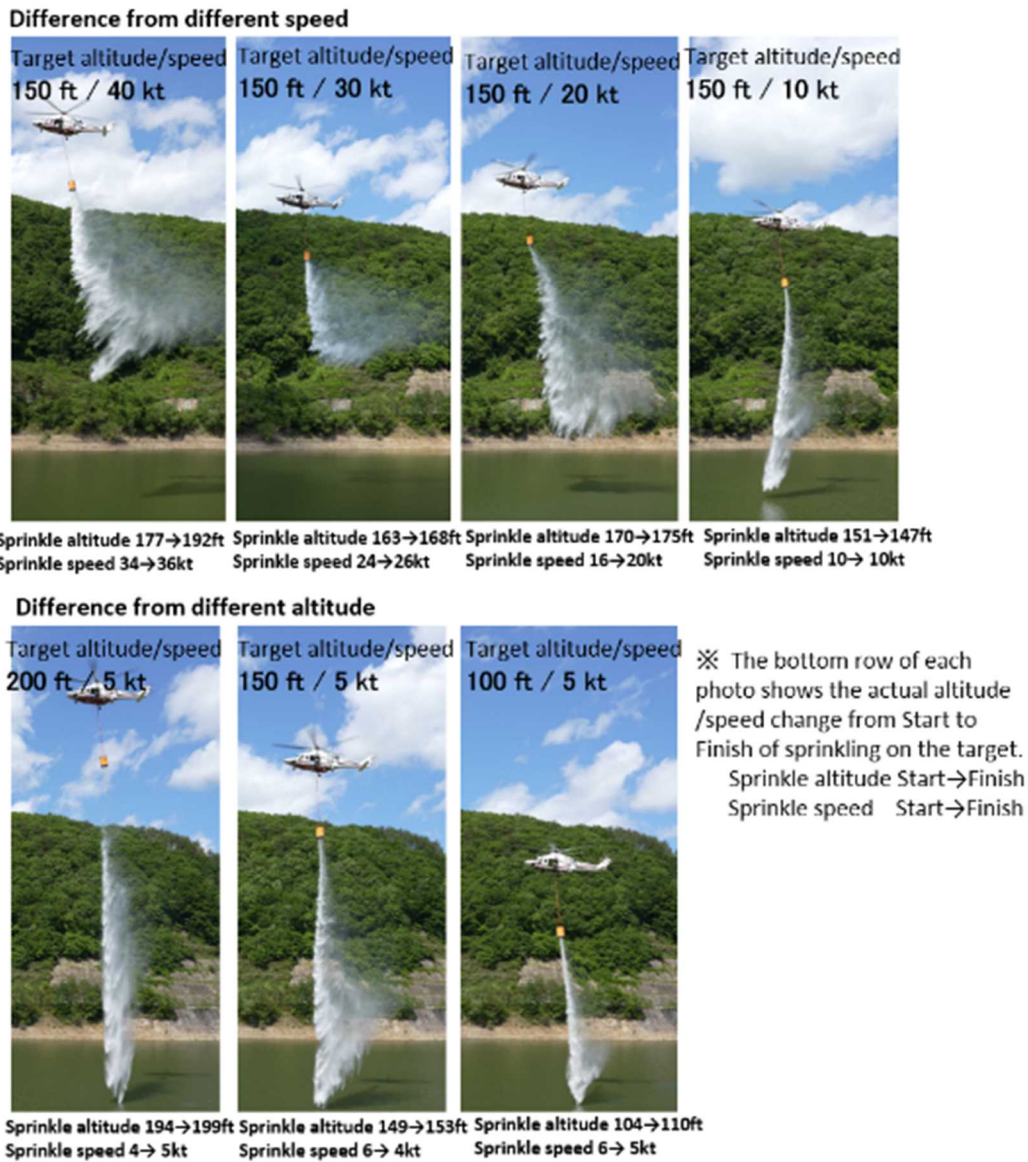 Difference from different speed
Target altitude/speed
150 ft / 40 kt
Target altitude/speed
150 ft / 30 kt
Target altitude/speed
150 ft / 20 kt
Target altitude/speed
150 ft / 10 kt
Sprinkle altitude 177→192ft
Sprinkle speed 34→36kt
Sprinkle altitude 163→168ft
Sprinkle speed 24→26kt
Sprinkle altitude 170→175ft
Sprinkle speed 16→20kt
Sprinkle altitude 151→147ft
Sprinkle speed 10→ 10kt
Difference from different altitude
Target altitude/speed
200 ft / 5 kt
Target altitude/speed
150 ft / 5 kt
Target altitude/speed
100 ft / 5 kt
※ The bottom row of each
photo shows the actual altitude
/speed change from Start to
Finish of sprinkling on the target.
Sprinkle altitude Start→Finish
Sprinkle speed Start→Finish
Sprinkle altitude 194→199ft
Sprinkle speed 4→ 5kt
Sprinkle altitude 149→153ft
Sprinkle speed 6→ 4kt
Sprinkle altitude 104→110ft
Sprinkle speed 6→ 5kt